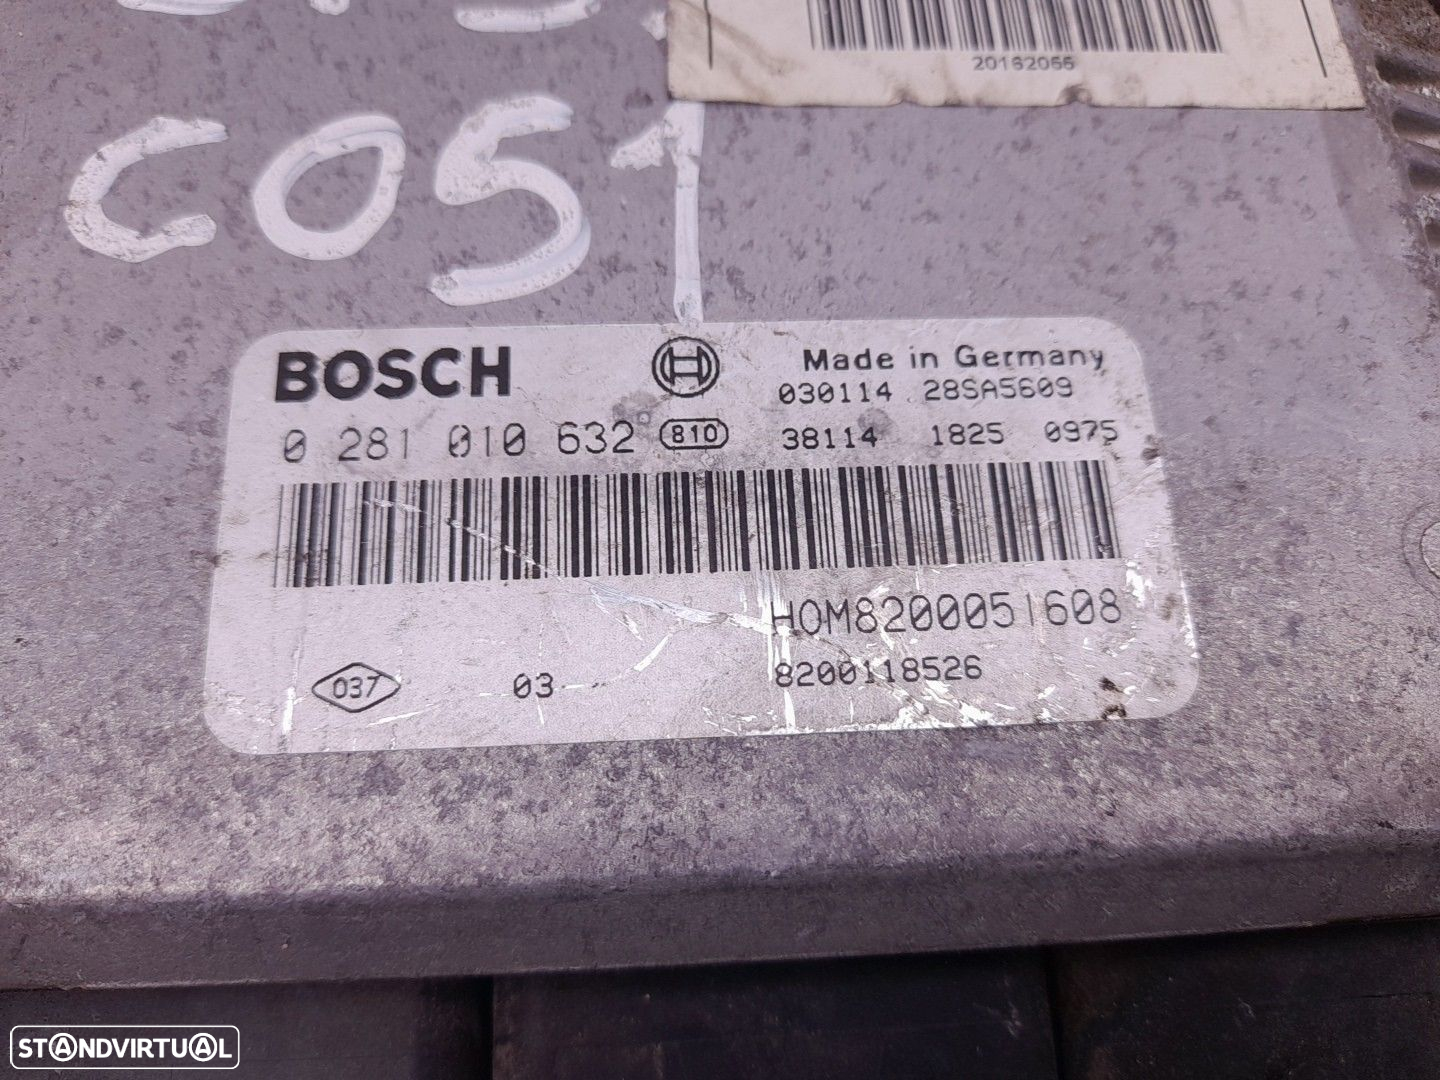 20162066
C051
BOSCH Made in Germany
030114 28SA5609
0 281 010 632 810 38114 1825 0975
HOM8200051608
037 03 8200118526
STANDVIRTUAL